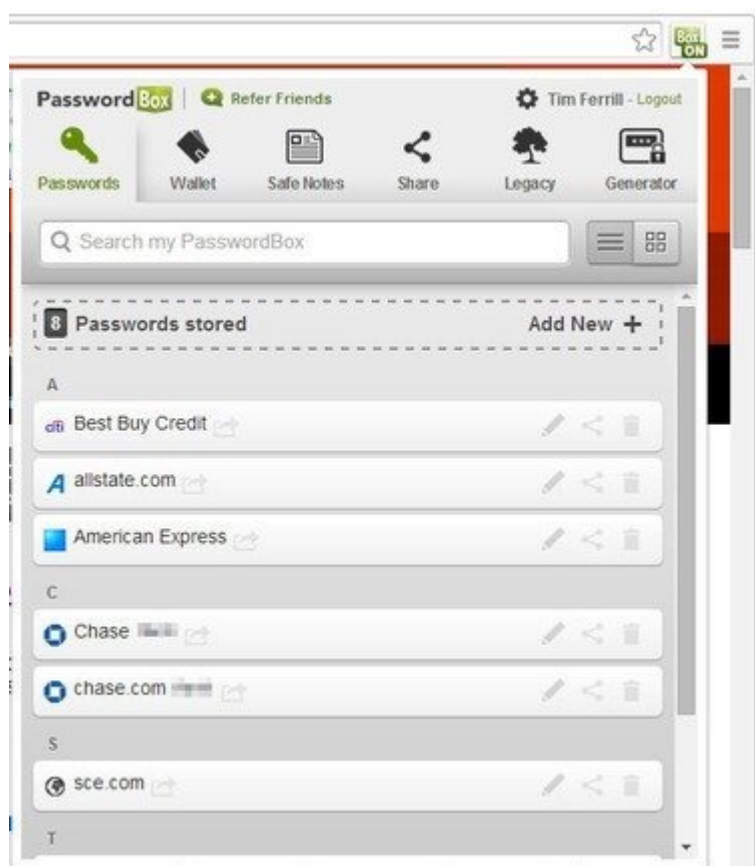 Box
ON
PasswordBox Refer Friends Tim Ferrill - Logout
Passwords Wallet Safe Notes Share Legacy Generator
Search my PasswordBox
8 Passwords stored Add New +
A
citi Best Buy Credit
allstate.com
American Express
C
Chase
chase.com
S
sce.com
T